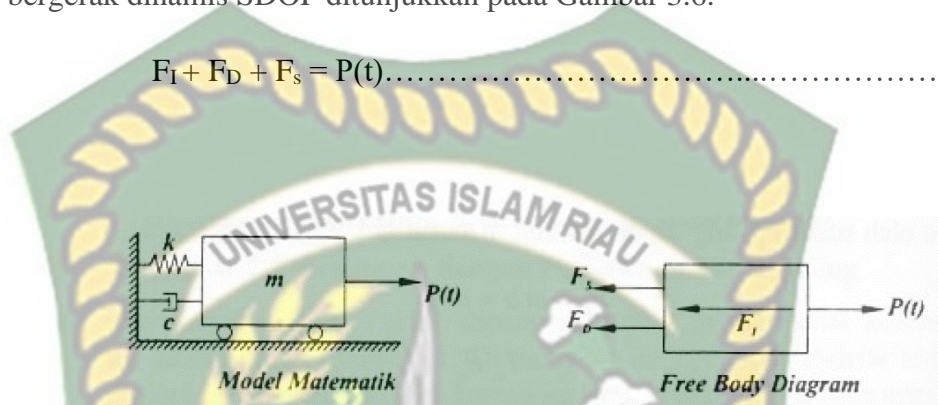 bergerak dinamis SDOF ditunjukkan pada Gambar 3.6.
F_I + F_D + F_s = P(t)……………………………...………………
UNIVERSITAS ISLAM RIAU
k
m
P(t)
c
F_s
F_D
F_I
P(t)
Model Matematik
Free Body Diagram